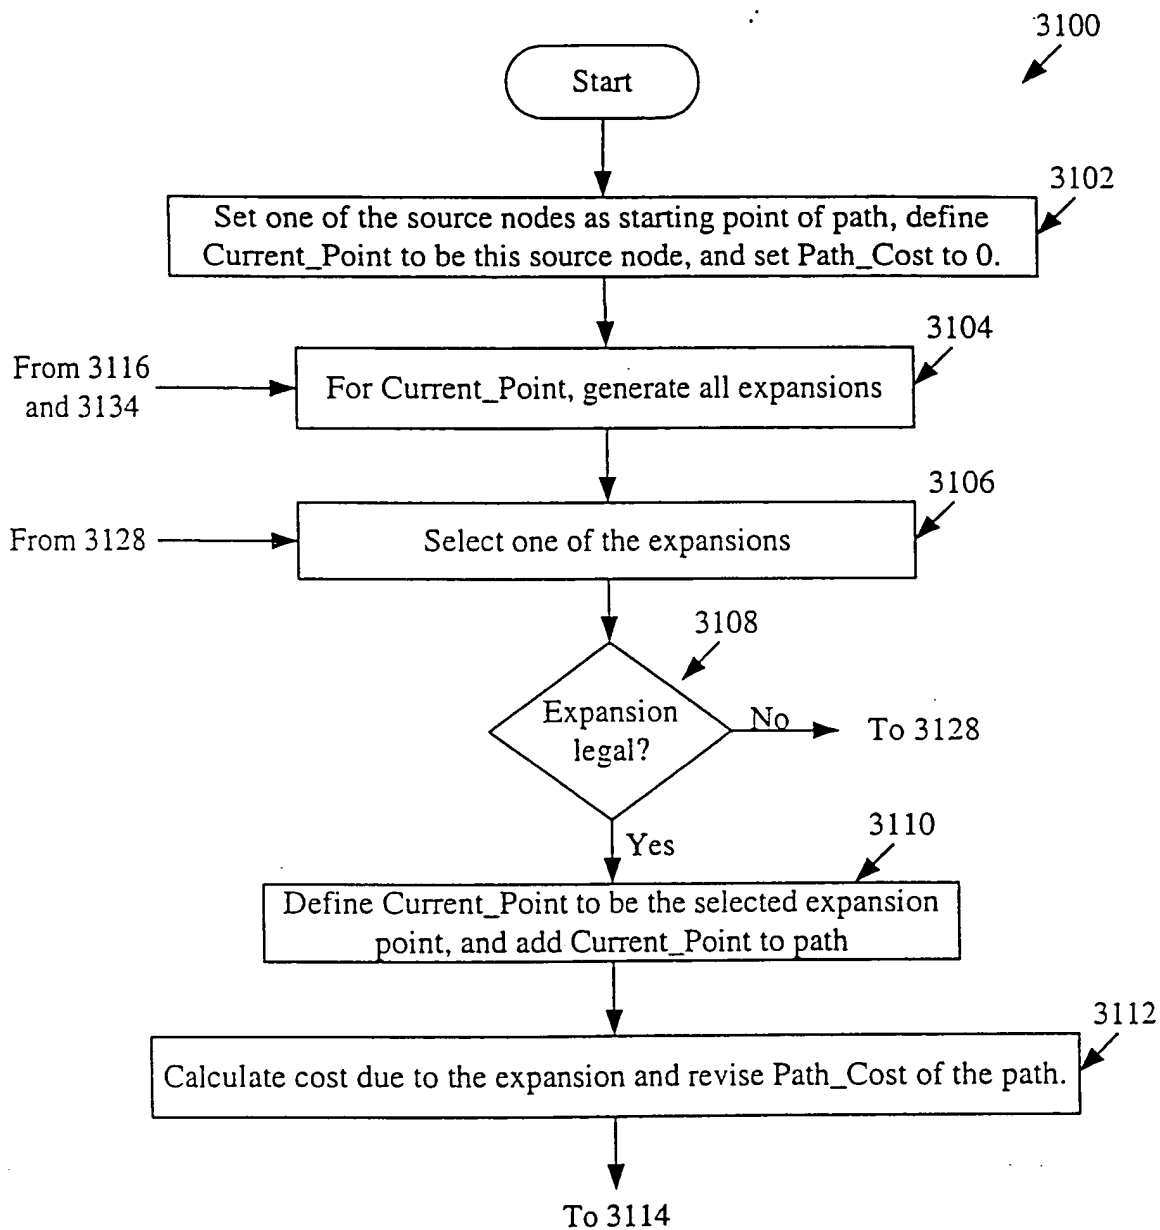 3100
Start
3102
Set one of the source nodes as starting point of path, define
Current_Point to be this source node, and set Path_Cost to 0.
3104
From 3116
and 3134
For Current_Point, generate all expansions
3106
From 3128
Select one of the expansions
3108
Expansion
legal?
No
To 3128
Yes
3110
Define Current_Point to be the selected expansion
point, and add Current_Point to path
3112
Calculate cost due to the expansion and revise Path_Cost of the path.
To 3114